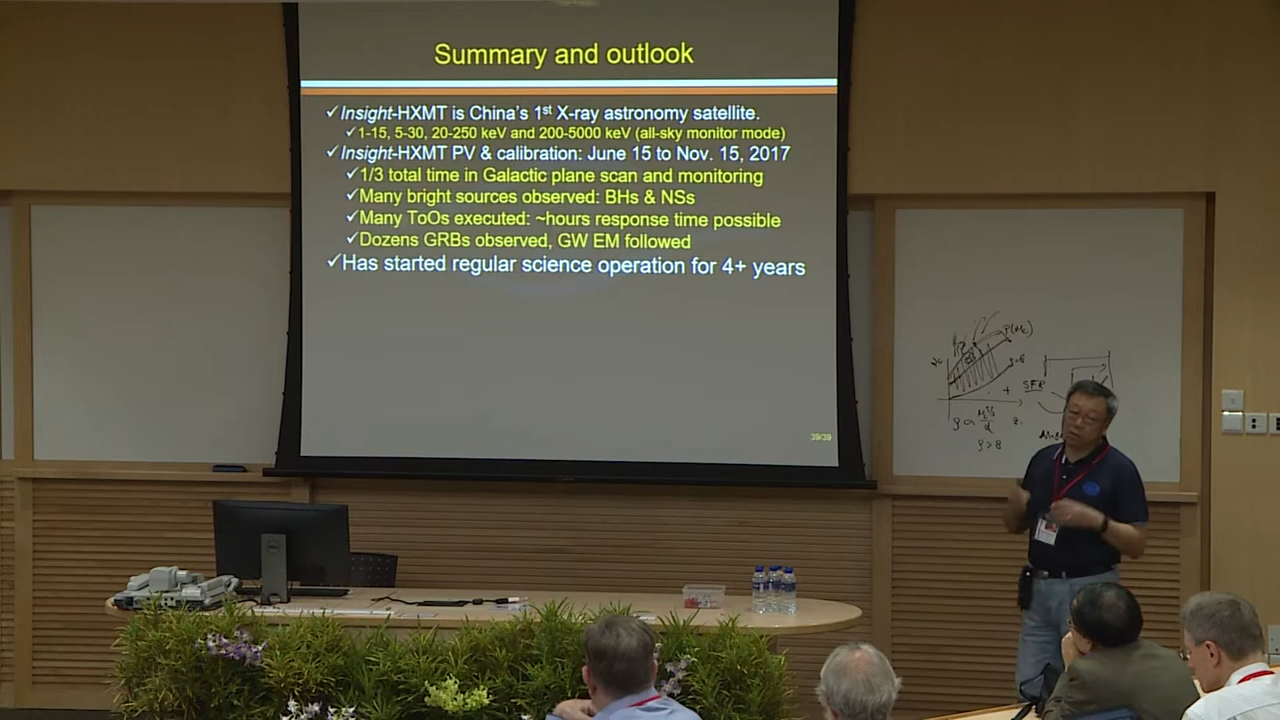 Summary and outlook
✓Insight-HXMT is China's 1st X-ray astronomy satellite.
✓1-15, 5-30, 20-250 keV and 200-5000 keV (all-sky monitor mode)
✓Insight-HXMT PV & calibration: June 15 to Nov. 15, 2017
✓1/3 total time in Galactic plane scan and monitoring
✓Many bright sources observed: BHs & NSs
✓Many ToOs executed: ~hours response time possible
✓Dozens GRBs observed, GW EM followed
✓Has started regular science operation for 4+ years
39/39
SFR
ρ>8